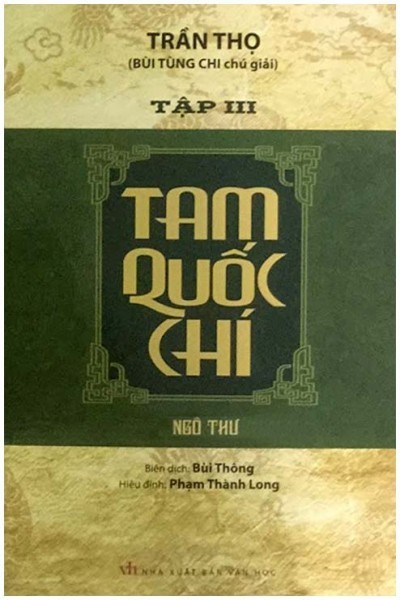 TRẦN THỌ
(BÙI TÙNG CHI chú giải)
TẬP III
TAM
QUỐC
CHÍ
NGÔ THƯ
Biên dịch: Bùi Thông
Hiệu đính: Phạm Thành Long
vh NHÀ XUẤT BẢN VĂN HỌC